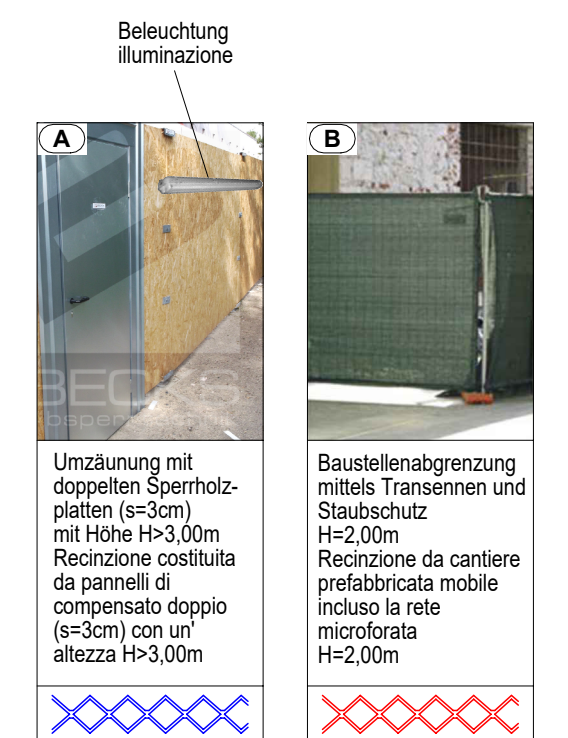 Beleuchtung
illuminazione
A
B
Umzäunung mit
doppelten Sperrholz-
platten (s=3cm)
mit Höhe H>3,00m
Recinzione costituita
da pannelli di
compensato doppio
(s=3cm) con un'
altezza H>3,00m
Baustellenabgrenzung
mittels Transennen und
Staubschutz
H=2,00m
Recinzione da cantiere
prefabbricata mobile
incluso la rete
microforata
H=2,00m